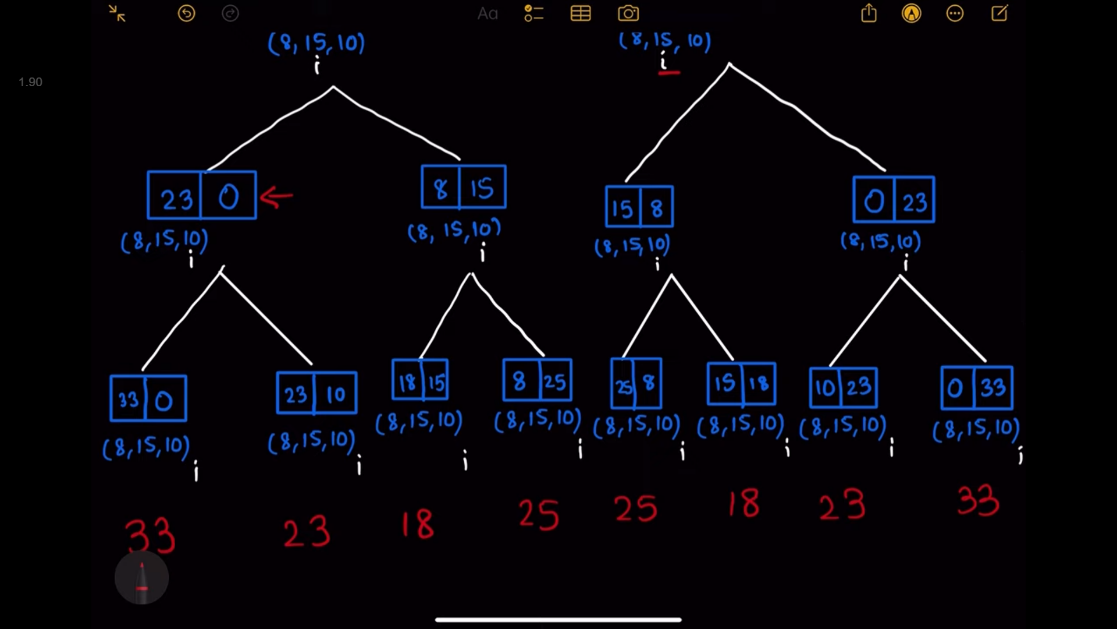 Aa
(8,15,10) (8,15,10)
i i
1.90
23 0 8 15 15 8 0 23
(8,15,10) (8,15,10) (8,15,10) (8,15,10)
i i i i
33 0 23 10 18 15 8 25 25 8 15 18 10 23 0 33
(8,15,10) (8,15,10) (8,15,10) (8,15,10) (8,15,10) (8,15,10) (8,15,10) (8,15,10)
i i i i i i i i
33 23 18 25 25 18 23 33